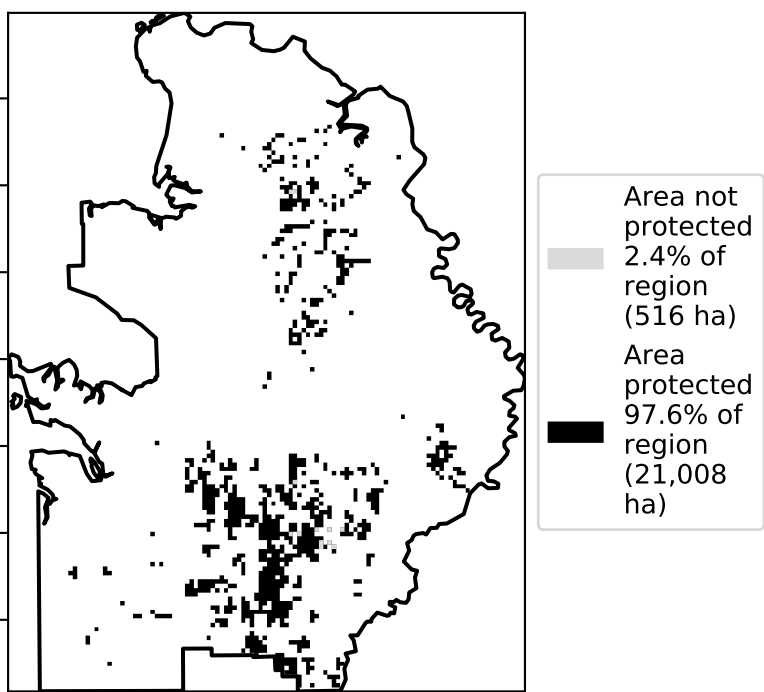 Area not
protected
2.4% of
region
(516 ha)
Area
protected
97.6% of
region
(21,008
ha)